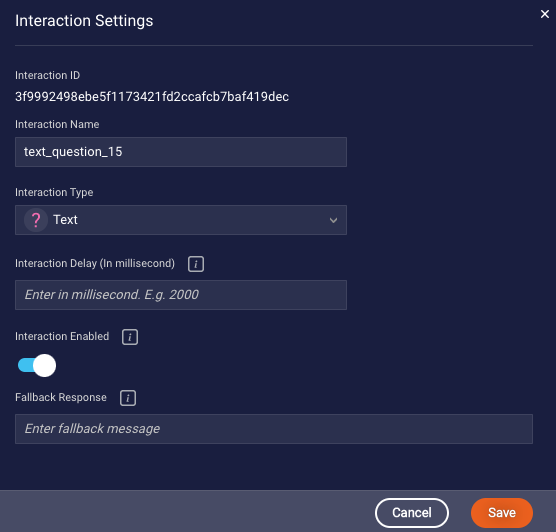 Interaction Settings
Interaction ID
3f9992498ebe5f1173421fd2ccafcb7baf419dec
Interaction Name
text_question_15
Interaction Type
Text
Interaction Delay (In millisecond)
Enter in millisecond. E.g. 2000
Interaction Enabled
Fallback Response
Enter fallback message
Cancel Save